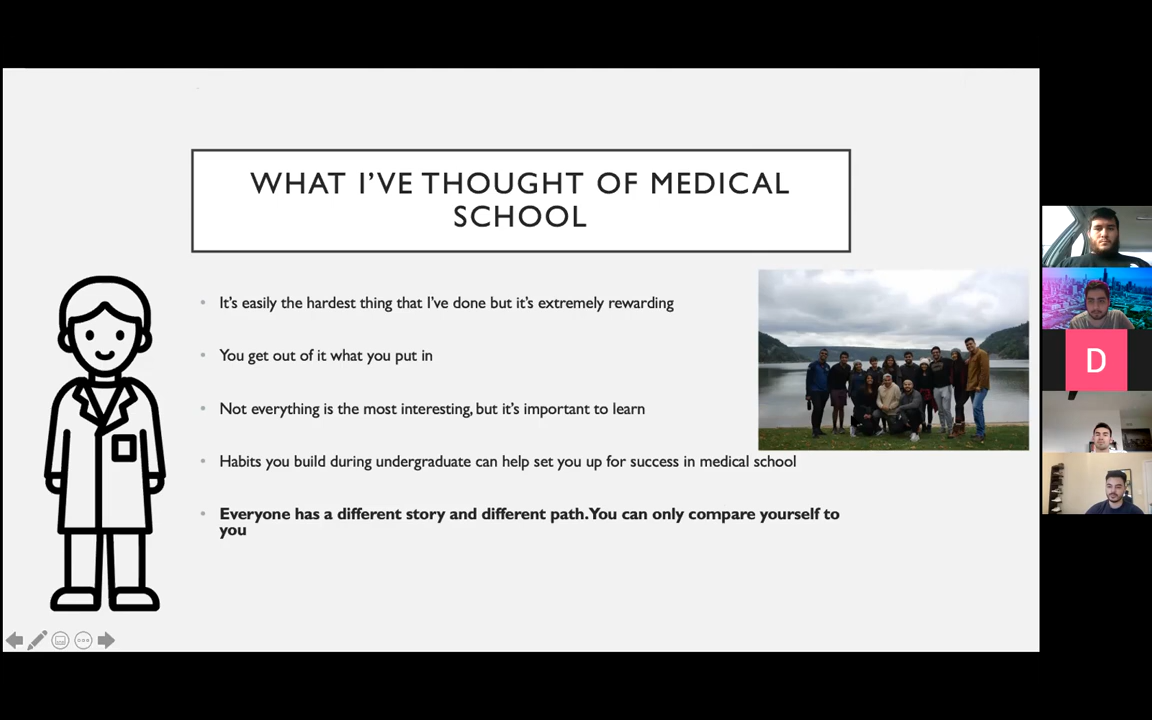 WHAT I'VE THOUGHT OF MEDICAL
SCHOOL
• It's easily the hardest thing that I've done but it's extremely rewarding
• You get out of it what you put in
• Not everything is the most interesting, but it's important to learn
• Habits you build during undergraduate can help set you up for success in medical school
• Everyone has a different story and different path. You can only compare yourself to
you
D